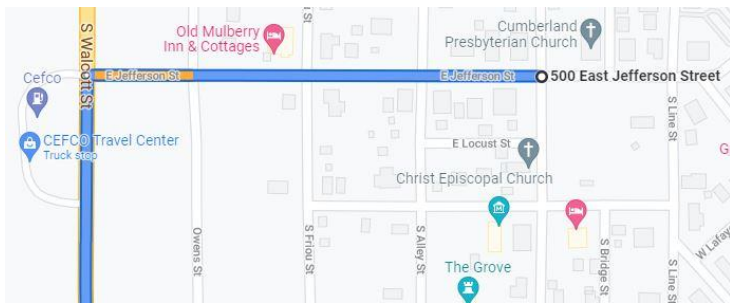 Old Mulberry
Inn & Cottages
Cumberland
Presbyterian Church
S Walcott St
Cefco
E Jefferson St
E Jefferson St
500 East Jefferson Street
CEFCO Travel Center
Truck stop
E Locust St
S Line St
Christ Episcopal Church
G
Owens St
S Friou St
S Alley St
S Bridge St
S Line St
W Lafay
The Grove